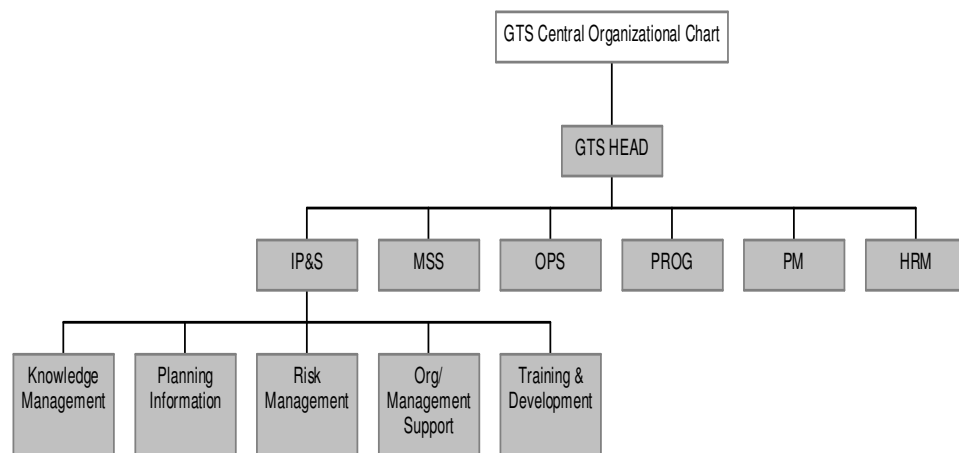 GTS Central Organizational Chart
GTS HEAD
IP&S
MSS
OPS
PROG
PM
HRM
Knowledge
Management
Planning
Information
Risk
Management
Org/
Management
Support
Training &
Development